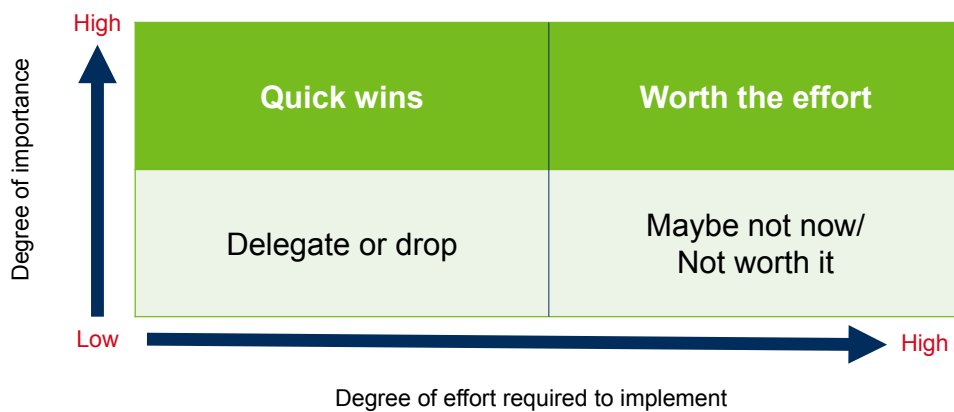 High
Degree of importance
Quick wins
Worth the effort
Delegate or drop
Maybe not now/
Not worth it
Low
High
Degree of effort required to implement